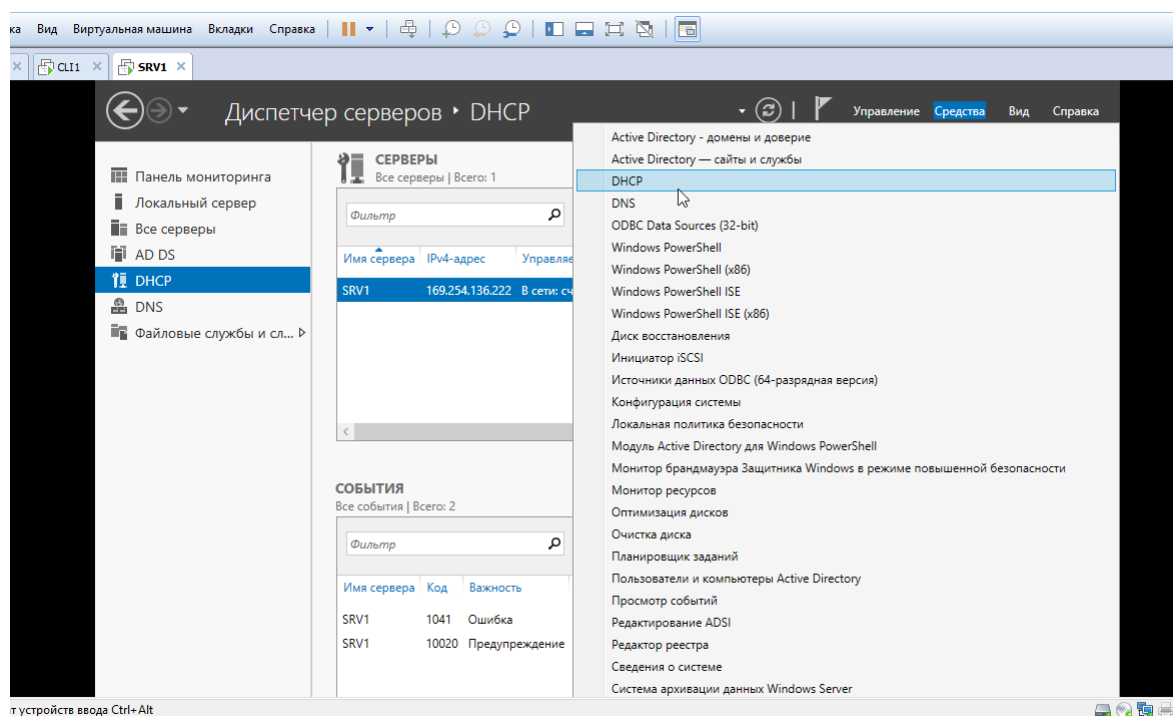 ка Вид Виртуальная машина Вкладки Справка
CLI1 SRV1
Диспетчер серверов DHCP Управление Средства Вид Справка
Панель мониторинга
Локальный сервер
Все серверы
AD DS
DHCP
DNS
Файловые службы и сл...
СЕРВЕРЫ
Все серверы | Всего: 1
Фильтр
Имя сервера IPv4-адрес Управляе
SRV1 169.254.136.222 В сети: сч
СОБЫТИЯ
Все события | Всего: 2
Фильтр
Имя сервера Код Важность
SRV1 1041 Ошибка
SRV1 10020 Предупреждение
Active Directory - домены и доверие
Active Directory — сайты и службы
DHCP
DNS
ODBC Data Sources (32-bit)
Windows PowerShell
Windows PowerShell (x86)
Windows PowerShell ISE
Windows PowerShell ISE (x86)
Диск восстановления
Инициатор iSCSI
Источники данных ODBC (64-разрядная версия)
Конфигурация системы
Локальная политика безопасности
Модуль Active Directory для Windows PowerShell
Монитор брандмауэра Защитника Windows в режиме повышенной безопасности
Монитор ресурсов
Оптимизация дисков
Очистка диска
Планировщик заданий
Пользователи и компьютеры Active Directory
Просмотр событий
Редактирование ADSI
Редактор реестра
Сведения о системе
Система архивации данных Windows Server
т устройств ввода Ctrl+Alt